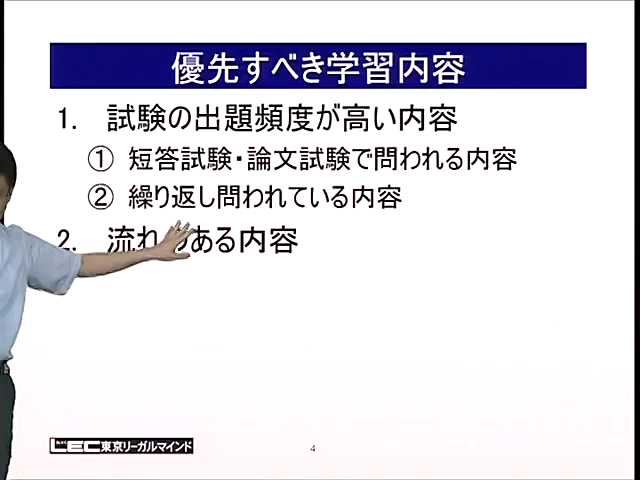 優先すべき学習内容
1. 試験の出題頻度が高い内容
① 短答試験・論文試験で問われる内容
② 繰り返し問われている内容
2. 流れのある内容
LEC東京リーガルマインド
4